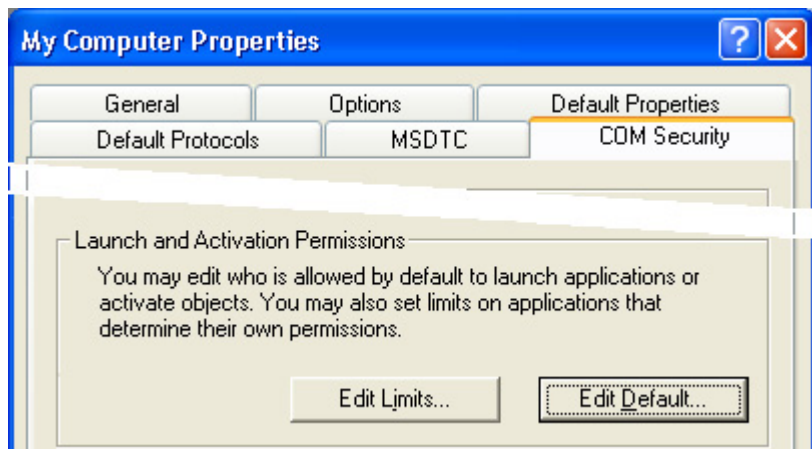 My Computer Properties
General Options Default Properties
Default Protocols MSDTC COM Security
Launch and Activation Permissions
You may edit who is allowed by default to launch applications or
activate objects. You may also set limits on applications that
determine their own permissions.
Edit Limits... Edit Default...